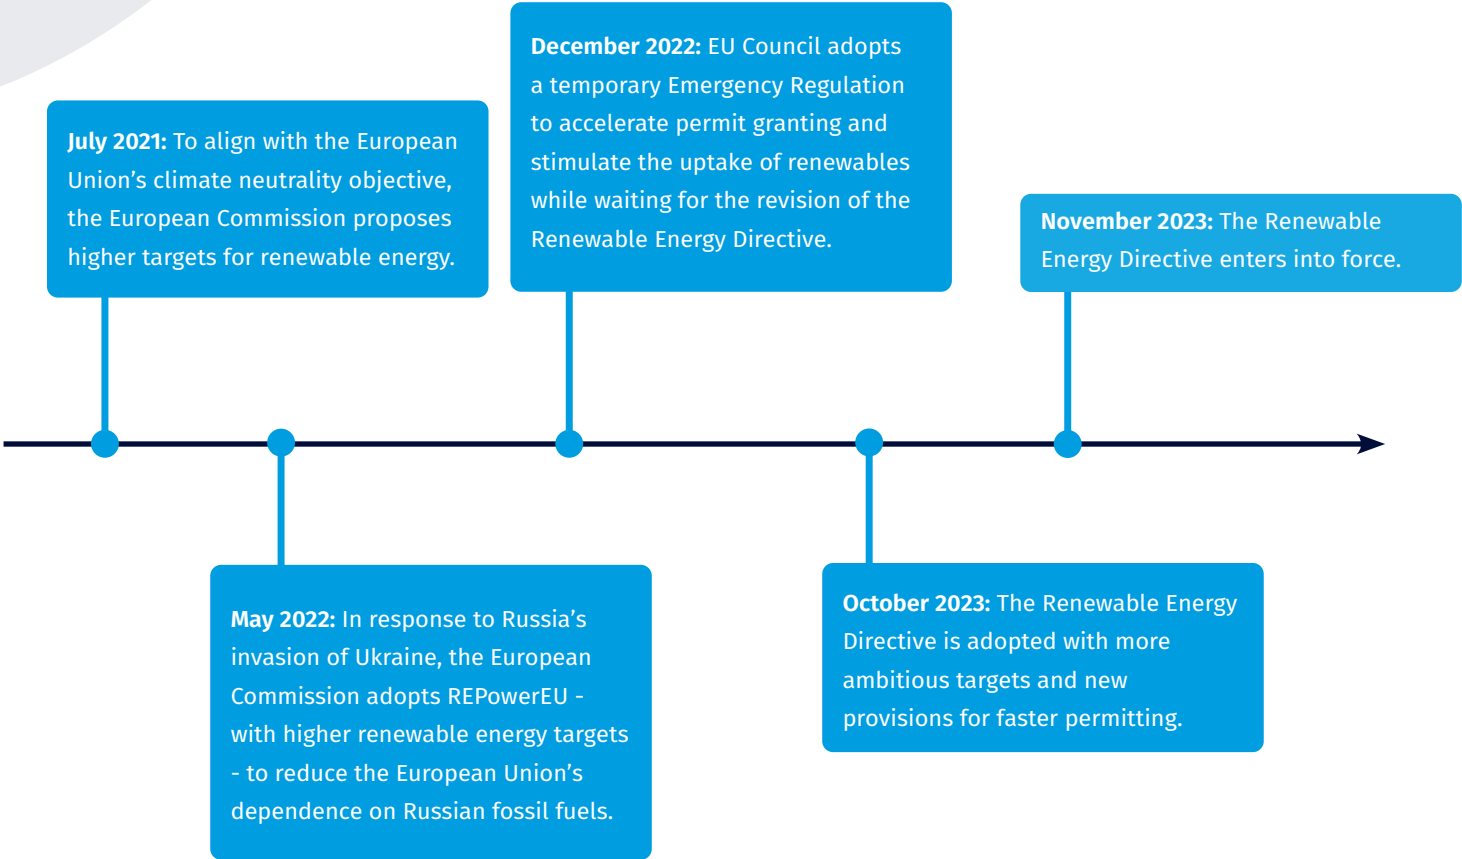 July 2021: To align with the European
Union’s climate neutrality objective,
the European Commission proposes
higher targets for renewable energy.
May 2022: In response to Russia’s
invasion of Ukraine, the European
Commission adopts REPowerEU -
with higher renewable energy targets
- to reduce the European Union’s
dependence on Russian fossil fuels.
December 2022: EU Council adopts
a temporary Emergency Regulation
to accelerate permit granting and
stimulate the uptake of renewables
while waiting for the revision of the
Renewable Energy Directive.
October 2023: The Renewable Energy
Directive is adopted with more
ambitious targets and new
provisions for faster permitting.
November 2023: The Renewable
Energy Directive enters into force.